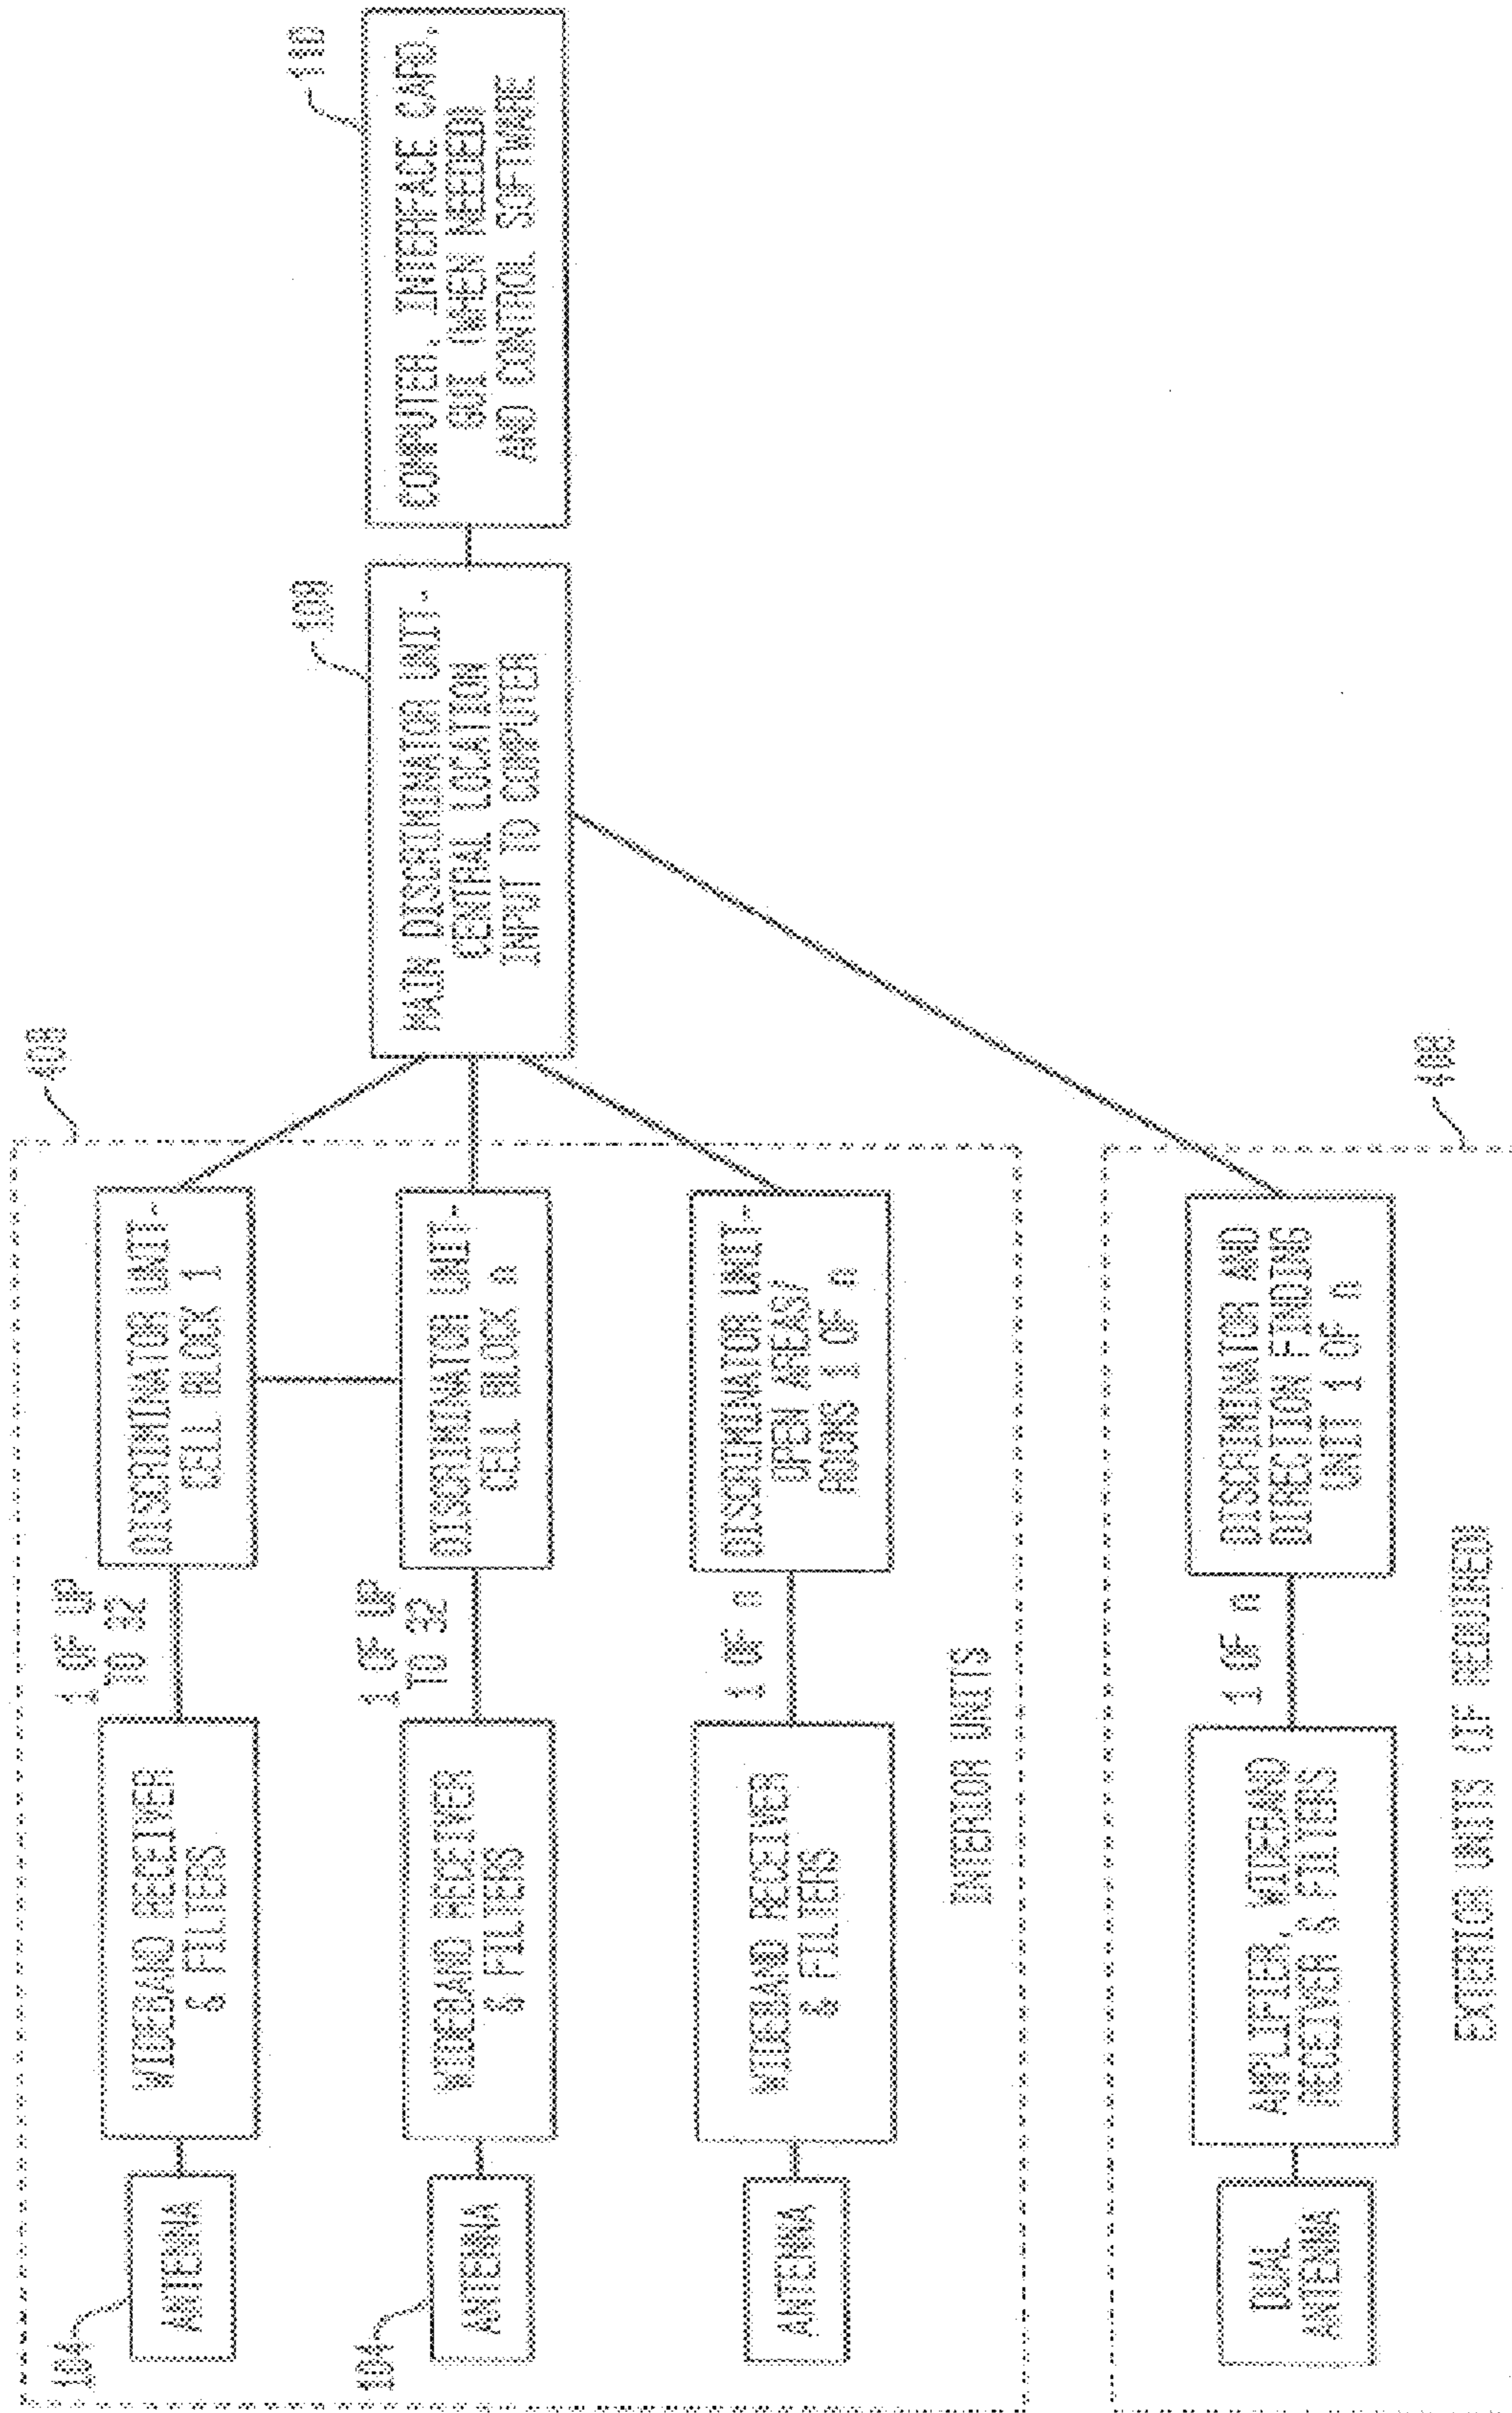 104
ANTENNA
WIDEBAND RECEIVER
& FILTERS
1 OF UP
TO 32
DISCRIMINATOR UNIT-
CELL BLOCK 1
104
ANTENNA
WIDEBAND RECEIVER
& FILTERS
1 OF UP
TO 32
DISCRIMINATOR UNIT-
CELL BLOCK n
ANTENNA
WIDEBAND RECEIVER
& FILTERS
1 OF n
DISCRIMINATOR UNIT-
OPEN AREAS/
ROOMS 1 OF n
INTERIOR UNITS
108
MAIN DISCRIMINATOR UNIT-
CENTRAL LOCATION
INPUT TO COMPUTER
110
COMPUTER, INTERFACE CARD,
GUI (WHEN NEEDED)
AND CONTROL SOFTWARE
DUAL
ANTENNA
AMPLIFIER, WIDEBAND
RECEIVER & FILTERS
1 OF n
DISCRIMINATOR AND
DIRECTION FINDING
UNIT 1 OF n
EXTERIOR UNITS (IF REQUIRED)